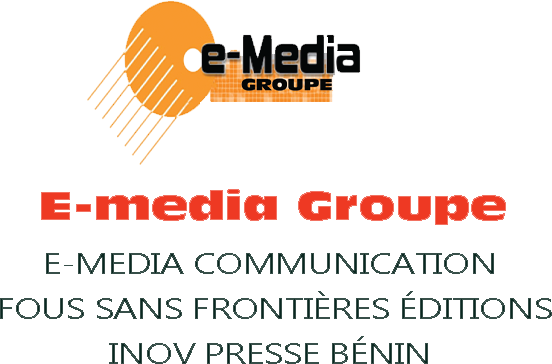 e-Media
GROUPE
E-media Groupe
E-MEDIA COMMUNICATION
FOUS SANS FRONTIÈRES ÉDITIONS
INOV PRESSE BÉNIN